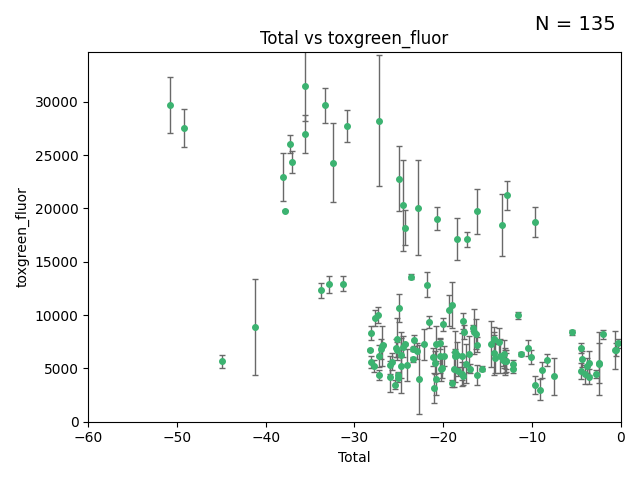 N = 135
Total vs toxgreen_fluor
30000
25000
20000
15000
10000
5000
0
toxgreen_fluor
−60 −50 −40 −30 −20 −10 0
Total